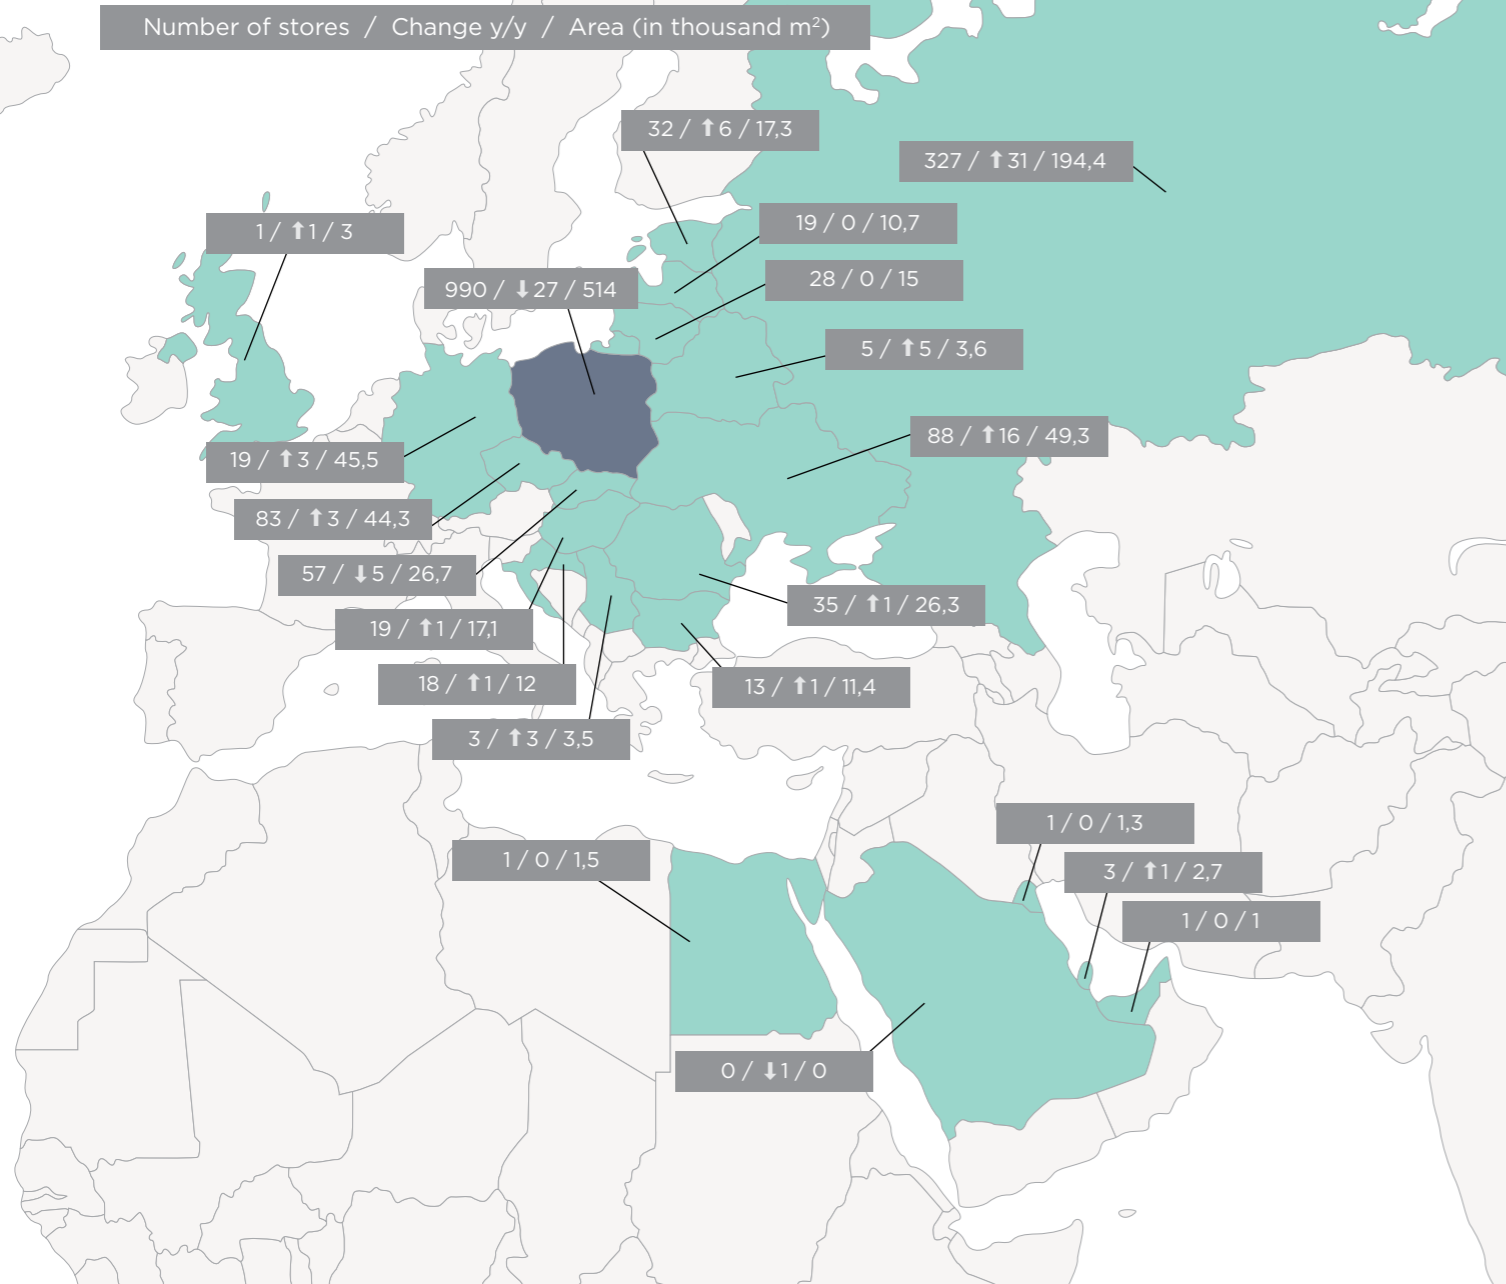 Number of stores / Change y/y / Area (in thousand m²)
32 / ⬆6 / 17,3
327 / ⬆31 / 194,4
19 / 0 / 10,7
1 / ⬆1 / 3
28 / 0 / 15
990 / ⬇27 / 514
5 / ⬆5 / 3,6
88 / ⬆16 / 49,3
19 / ⬆3 / 45,5
83 / ⬆3 / 44,3
57 / ⬇5 / 26,7
35 / ⬆1 / 26,3
19 / ⬆1 / 17,1
18 / ⬆1 / 12
13 / ⬆1 / 11,4
3 / ⬆3 / 3,5
1 / 0 / 1,3
1 / 0 / 1,5
3 / ⬆1 / 2,7
1 / 0 / 1
0 / ⬇1 / 0